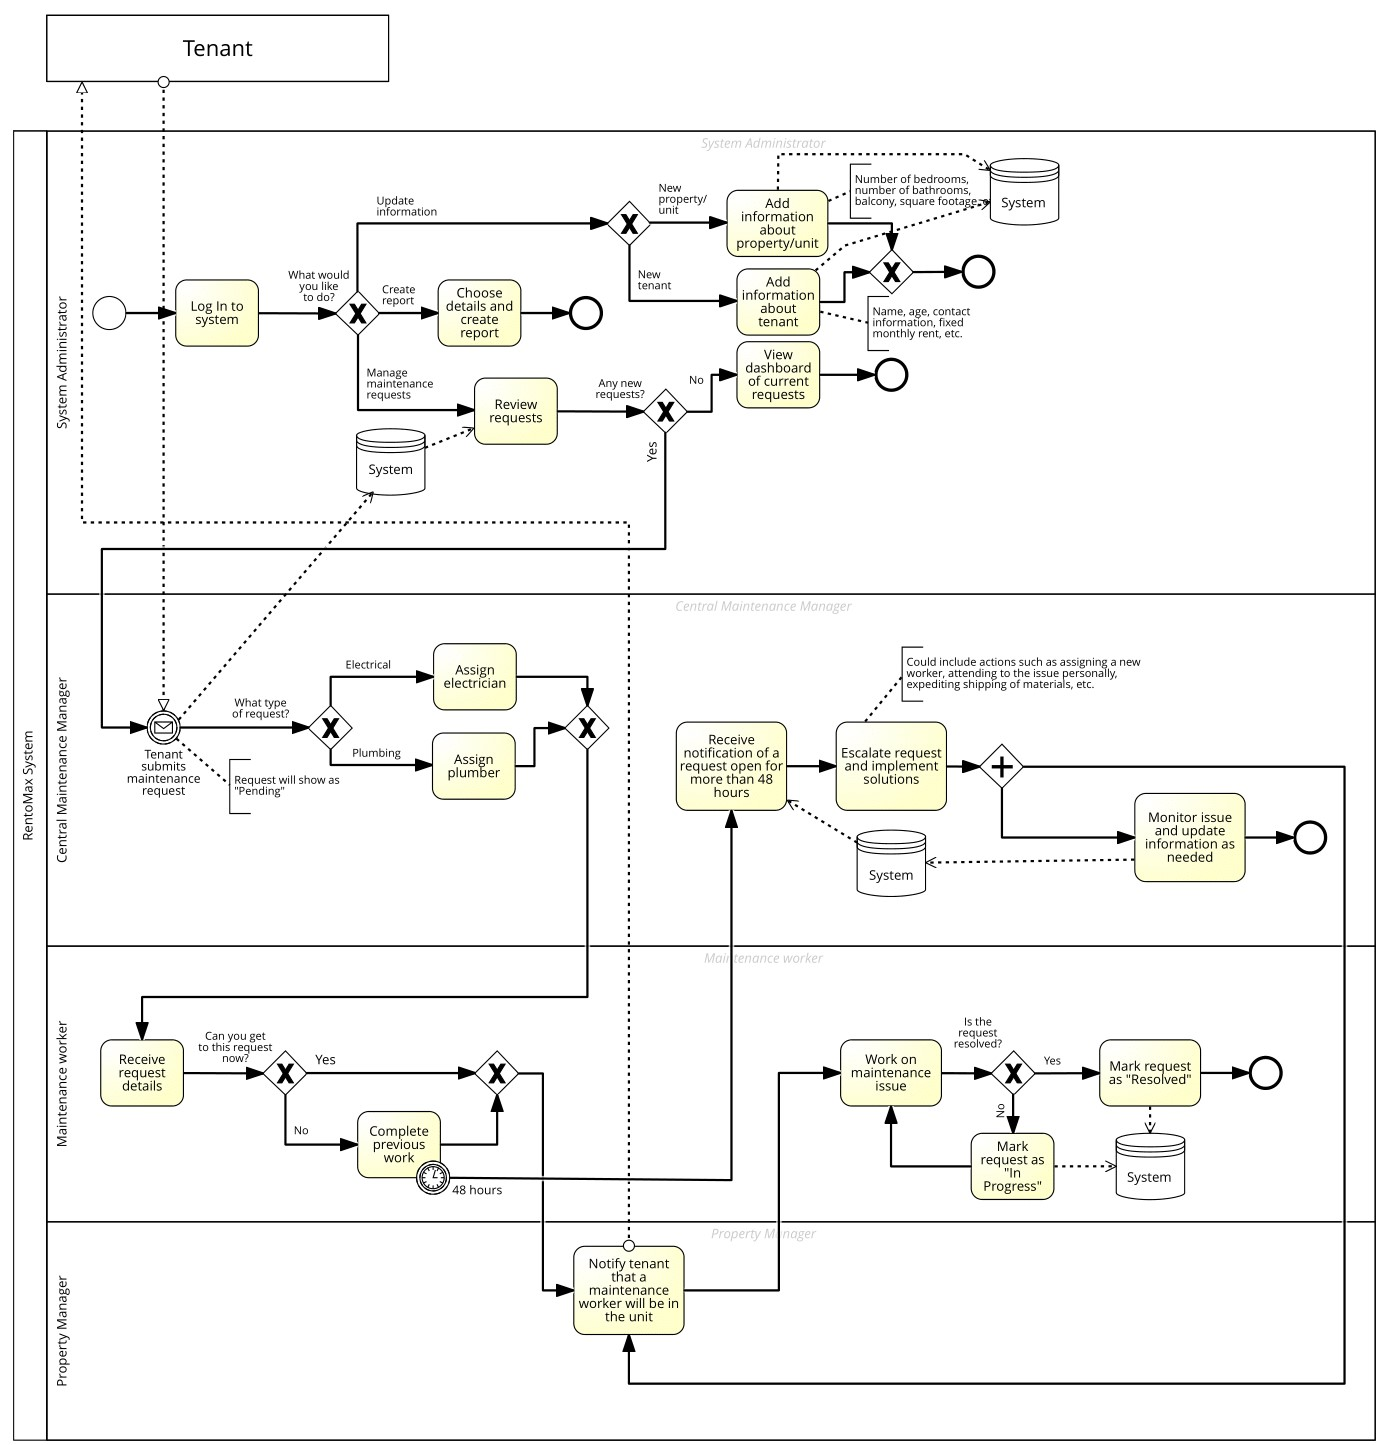 Tenant
RentoMax System
System Administrator
System Administrator
What would
you like
to do?
Log In to
system
Update
information
New
property/
unit
Add
information
about
property/unit
Number of bedrooms,
number of bathrooms,
balcony, square footage,
System
Create
report
Choose
details and
create
report
New
tenant
Add
information
about
tenant
Name, age, contact
information, fixed
monthly rent, etc.
Manage
maintenance
requests
Review
requests
Any new
requests?
No
View
dashboard
of current
requests
Yes
System
Central Maintenance Manager
Central Maintenance Manager
Tenant
submits
maintenance
request
Request will show as
"Pending"
What type
of request?
Electrical
Assign
electrician
Plumbing
Assign
plumber
Receive
notification of a
request open for
more than 48
hours
Escalate request
and implement
solutions
Could include actions such as assigning a new
worker, attending to the issue personally,
expediting shipping of materials, etc.
System
Monitor issue
and update
information as
needed
Maintenance worker
Maintenance worker
Receive
request
details
Can you get
to this request
now?
Yes
No
Complete
previous
work
48 hours
Work on
maintenance
issue
Is the
request
resolved?
Yes
Mark request
as "Resolved"
No
Mark
request as
"In
Progress"
System
Property Manager
Property Manager
Notify tenant
that a
maintenance
worker will be in
the unit